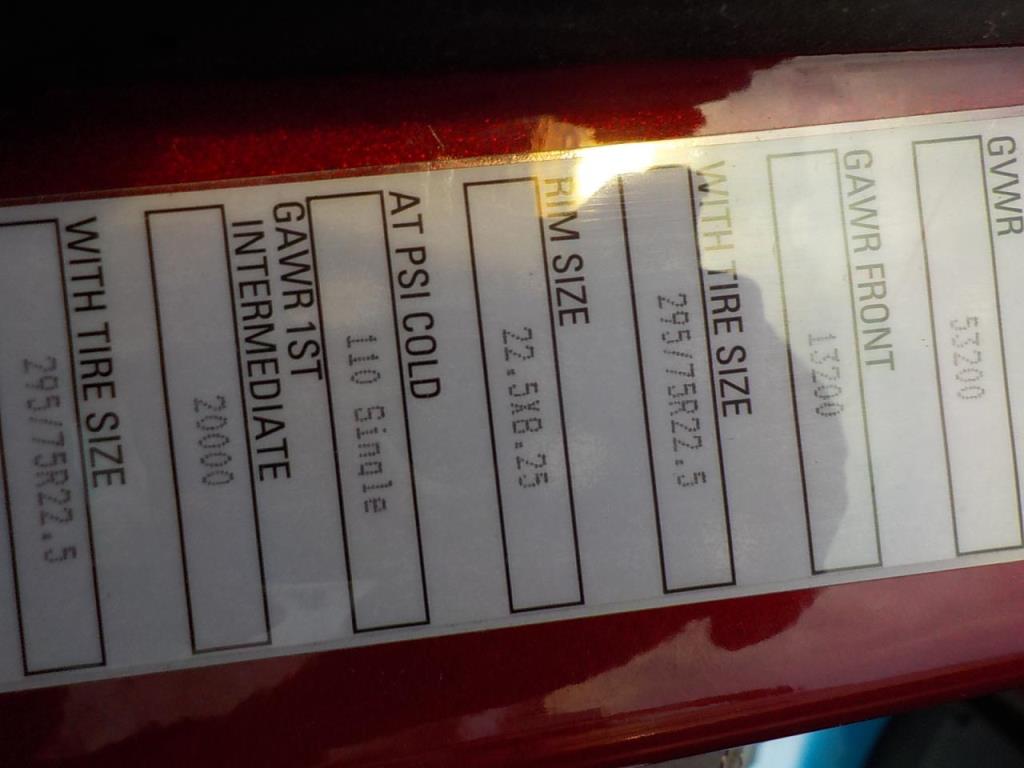 GVWR
53200
GAWR FRONT
13200
WITH TIRE SIZE
295/75R22.5
RIM SIZE
22.5X8.25
AT PSI COLD
110 Single
GAWR 1ST
INTERMEDIATE
20000
WITH TIRE SIZE
295/75R22.5